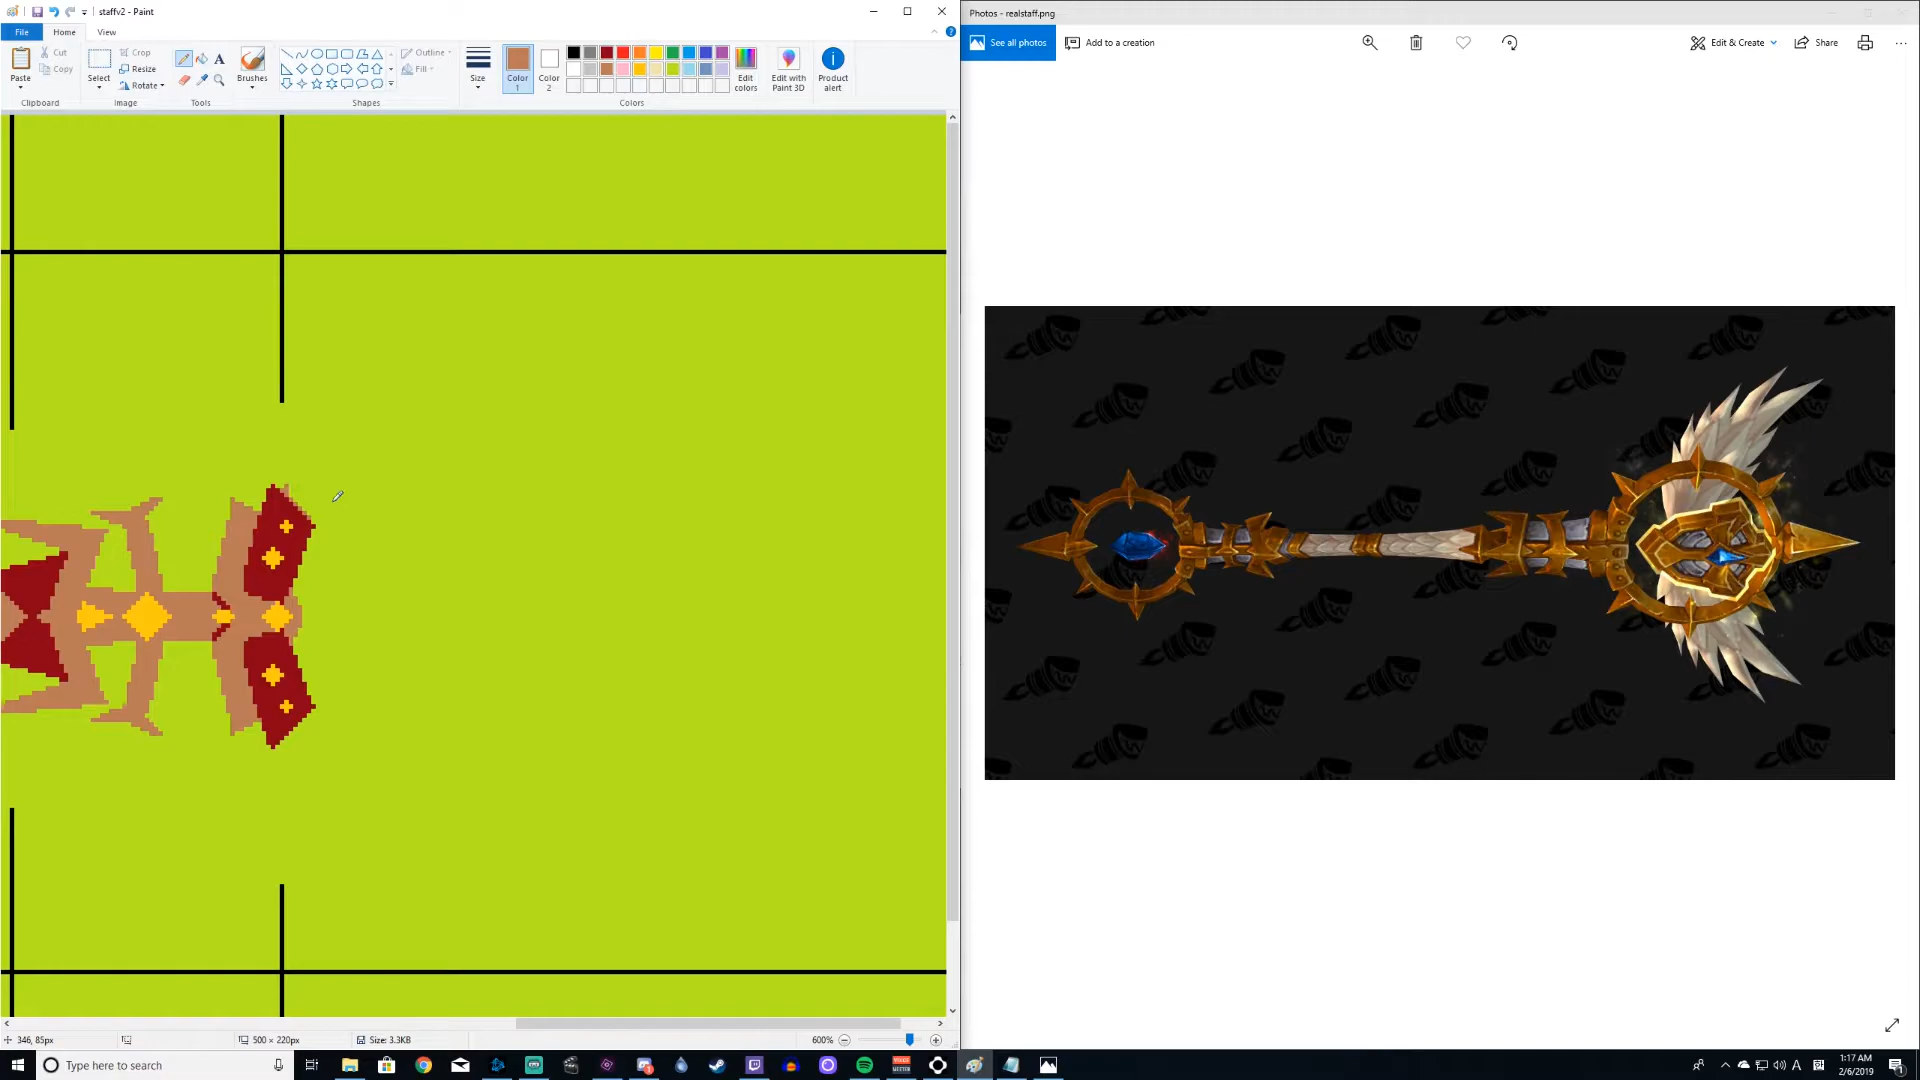 staffv2 - Paint
File
Home
View
Paste
Cut
Copy
Clipboard
Select
Crop
Resize
Rotate
Image
A
Tools
Brushes
Outline
Fill
Shapes
Size
Color
1
Color
2
Edit
colors
Edit with
Paint 3D
Product
alert
Colors
Photos - realstaff.png
See all photos
Add to a creation
Edit & Create
Share
346, 85px
500 × 220px
Size: 3.3KB
600%
Type here to search
A
1:17 AM
2/6/2019